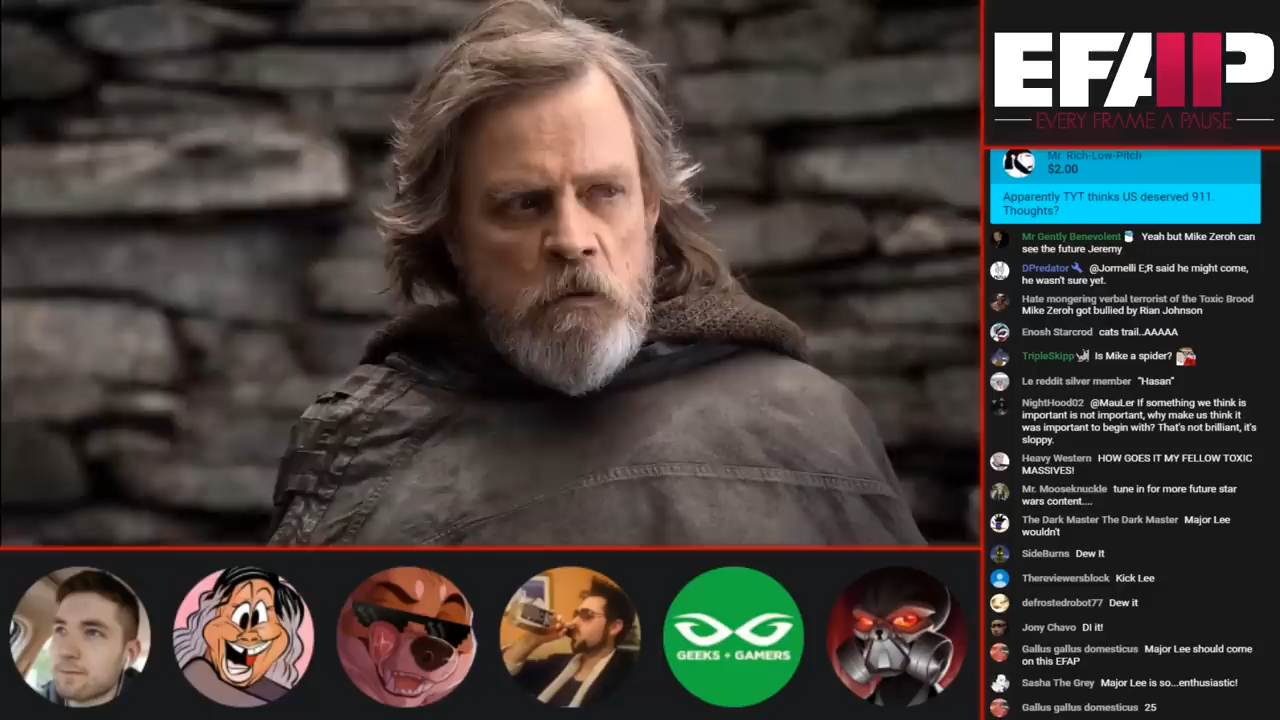 EFAP
EVERY FRAME A PAUSE
Mr. Rich-Low-Pitch
$2.00
Apparently TYT thinks US deserved 911.
Thoughts?
Mr Gently Benevolent Yeah but Mike Zeroh can
see the future Jeremy
DPredator @Jormelli E;R said he might come,
he wasn't sure yet.
Hate mongering verbal terrorist of the Toxic Brood
Mike Zeroh got bullied by Rian Johnson
Enosh Starcrod cats trail..AAAAA
TripleSkipp Is Mike a spider?
Le reddit silver member "Hasan"
NightHood02 @MauLer If something we think is
important is not important, why make us think it
was important to begin with? That's not brilliant, it's
sloppy.
Heavy Western HOW GOES IT MY FELLOW TOXIC
MASSIVES!
Mr. Mooseknuckle tune in for more future star
wars content....
The Dark Master The Dark Master Major Lee
wouldn't
SideBurns Dew It
Thereviewersblock Kick Lee
defrostedrobot77 Dew it
Jony Chavo DI it!
Gallus gallus domesticus Major Lee should come
on this EFAP
Sasha The Grey Major Lee is so...enthusiastic!
Gallus gallus domesticus 25
GEEKS + GAMERS